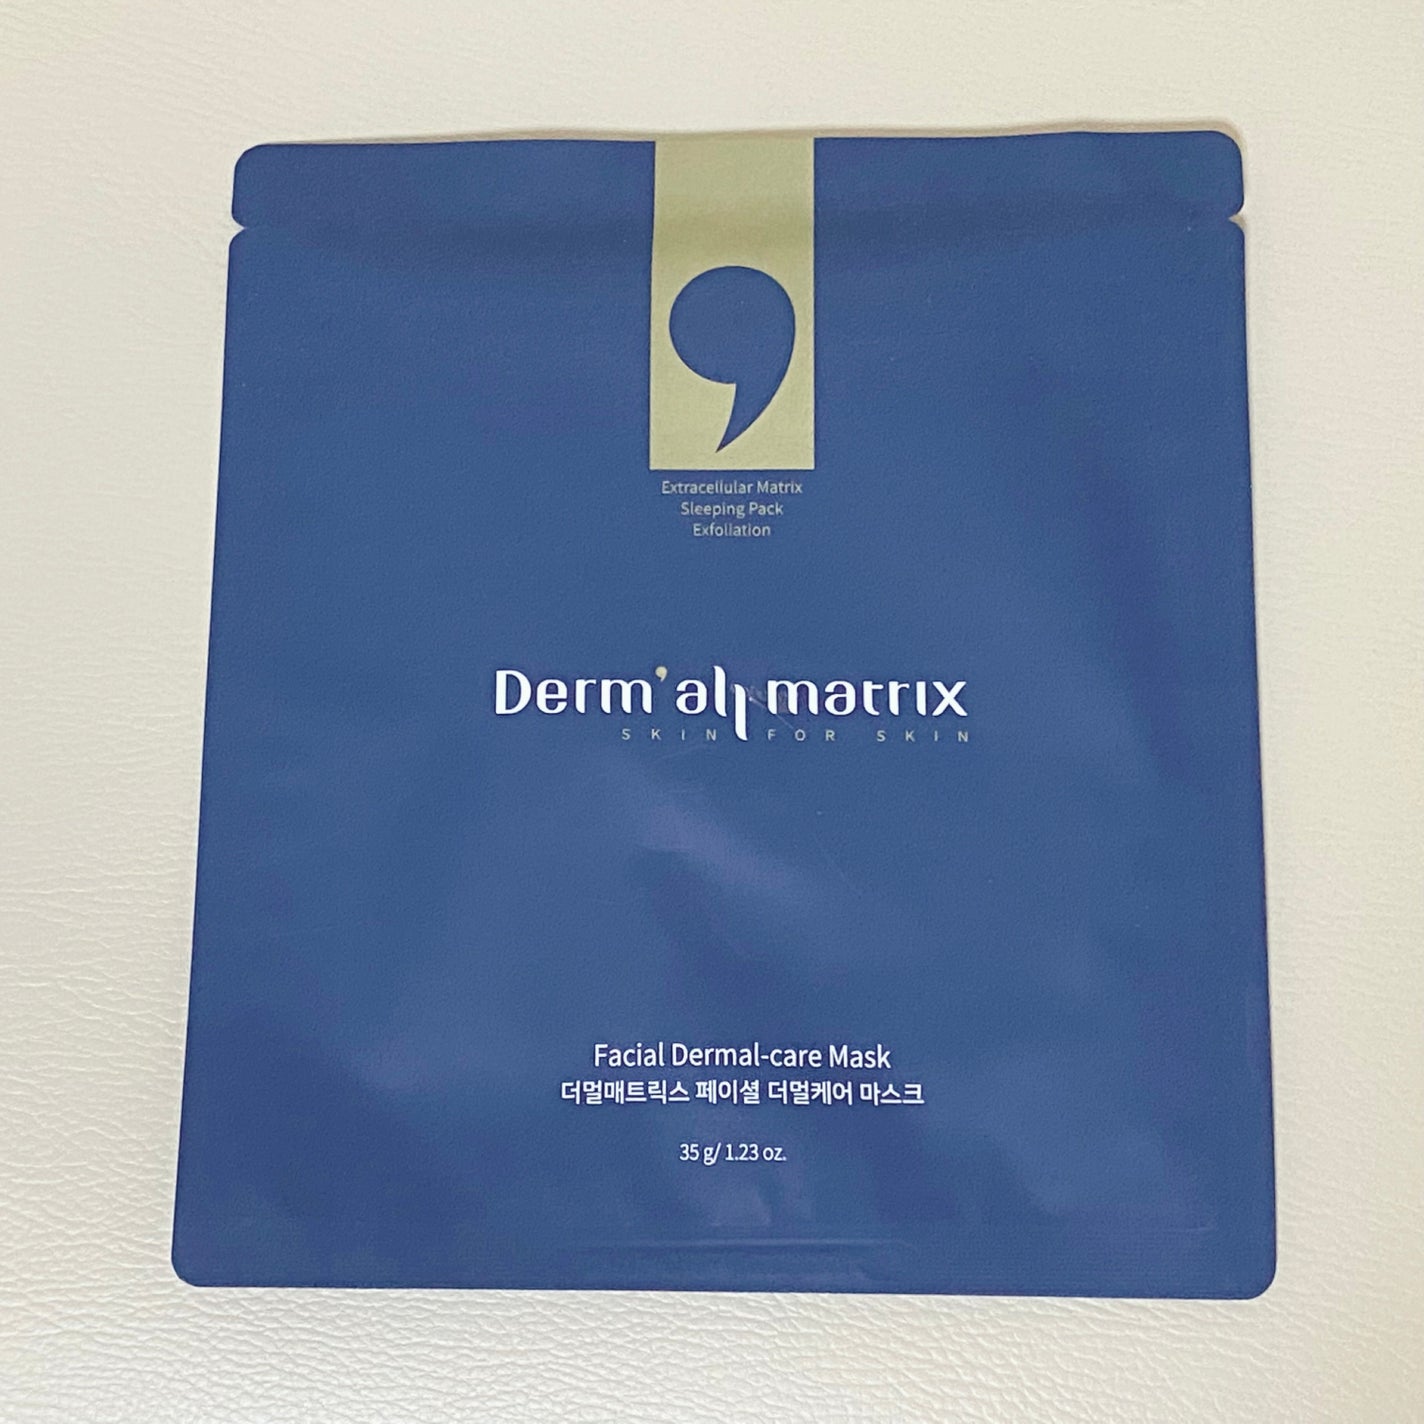 Extracellular Matrix
Sleeping Pack
Exfoliation
Derm'al matrix
SKIN FOR SKIN
Facial Dermal-care Mask
더멀매트릭스 페이셜 더멀케어 마스크
35 g/ 1.23 oz.